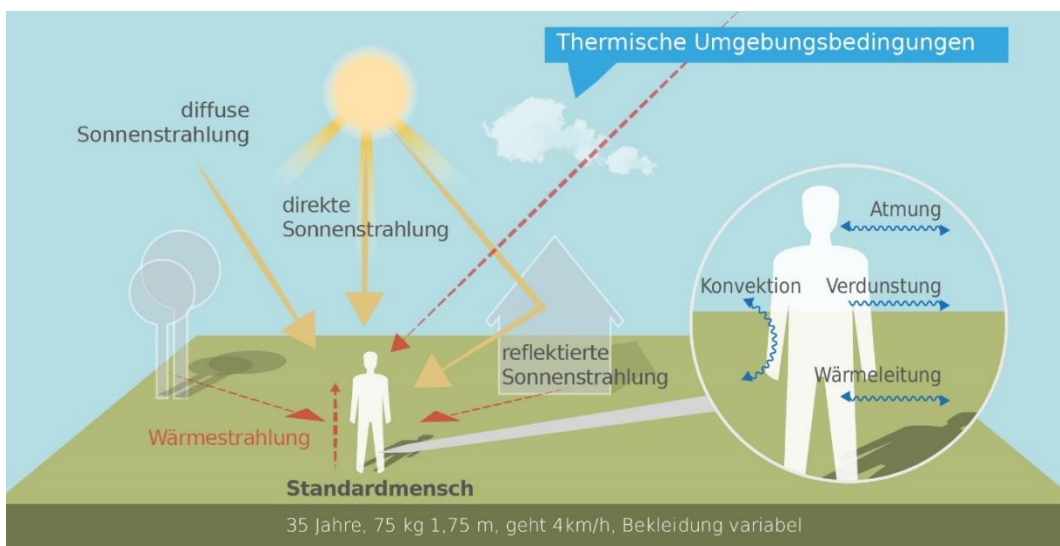 Thermische Umgebungsbedingungen
diffuse
Sonnenstrahlung
direkte
Sonnenstrahlung
Atmung
Konvektion
Verdunstung
reflektierte
Sonnenstrahlung
Wärmeleitung
Wärmestrahlung
Standardmensch
35 Jahre, 75 kg 1,75 m, geht 4km/h, Bekleidung variabel